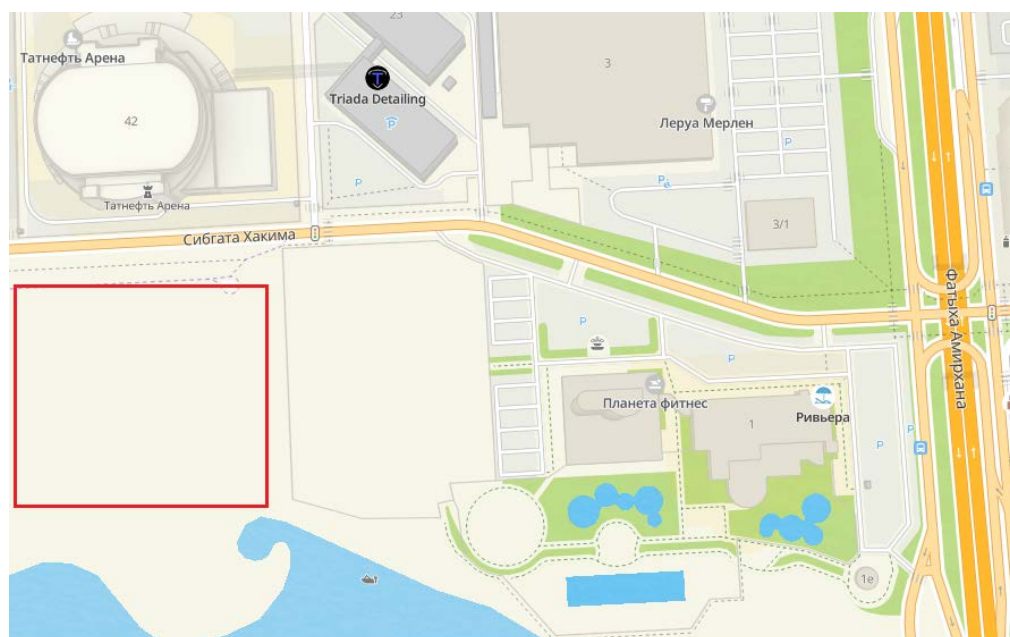 23
Татнефть Арена
Triada Detailing
3
Леруа Мерлен
42
P
P
P
P
Татнефть Арена
3/1
Сибгата Хакима
Фатыха Амирхана
P
P
Планета фитнес
Ривьера
1
P
P
1е